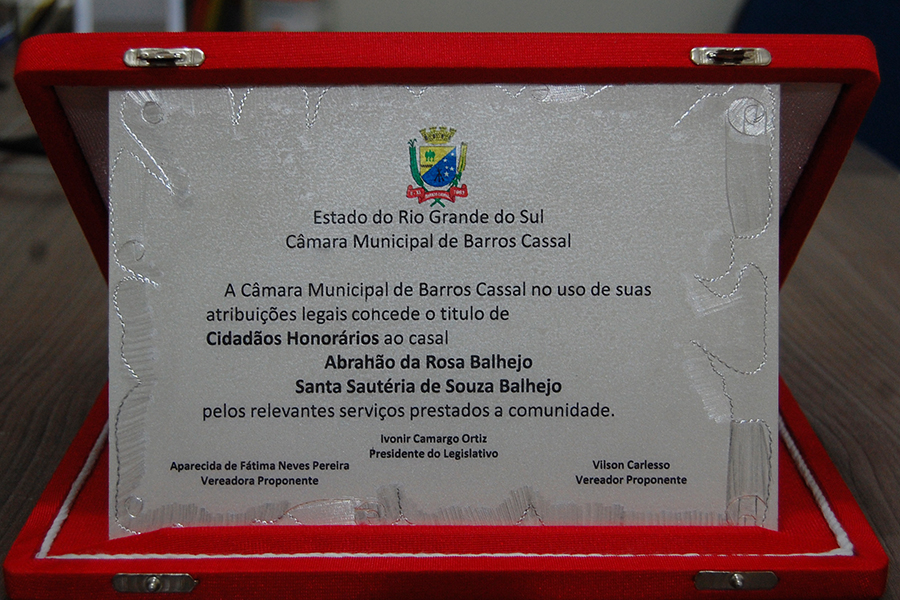 Estado do Rio Grande do Sul
Câmara Municipal de Barros Cassal
A Câmara Municipal de Barros Cassal no uso de suas
atribuições legais concede o titulo de
Cidadãos Honorários ao casal
Abrahão da Rosa Balhejo
Santa Sautéria de Souza Balhejo
pelos relevantes serviços prestados a comunidade.
Ivonir Camargo Ortiz
Presidente do Legislativo
Aparecida de Fátima Neves Pereira
Vereadora Proponente
Vilson Carlesso
Vereador Proponente